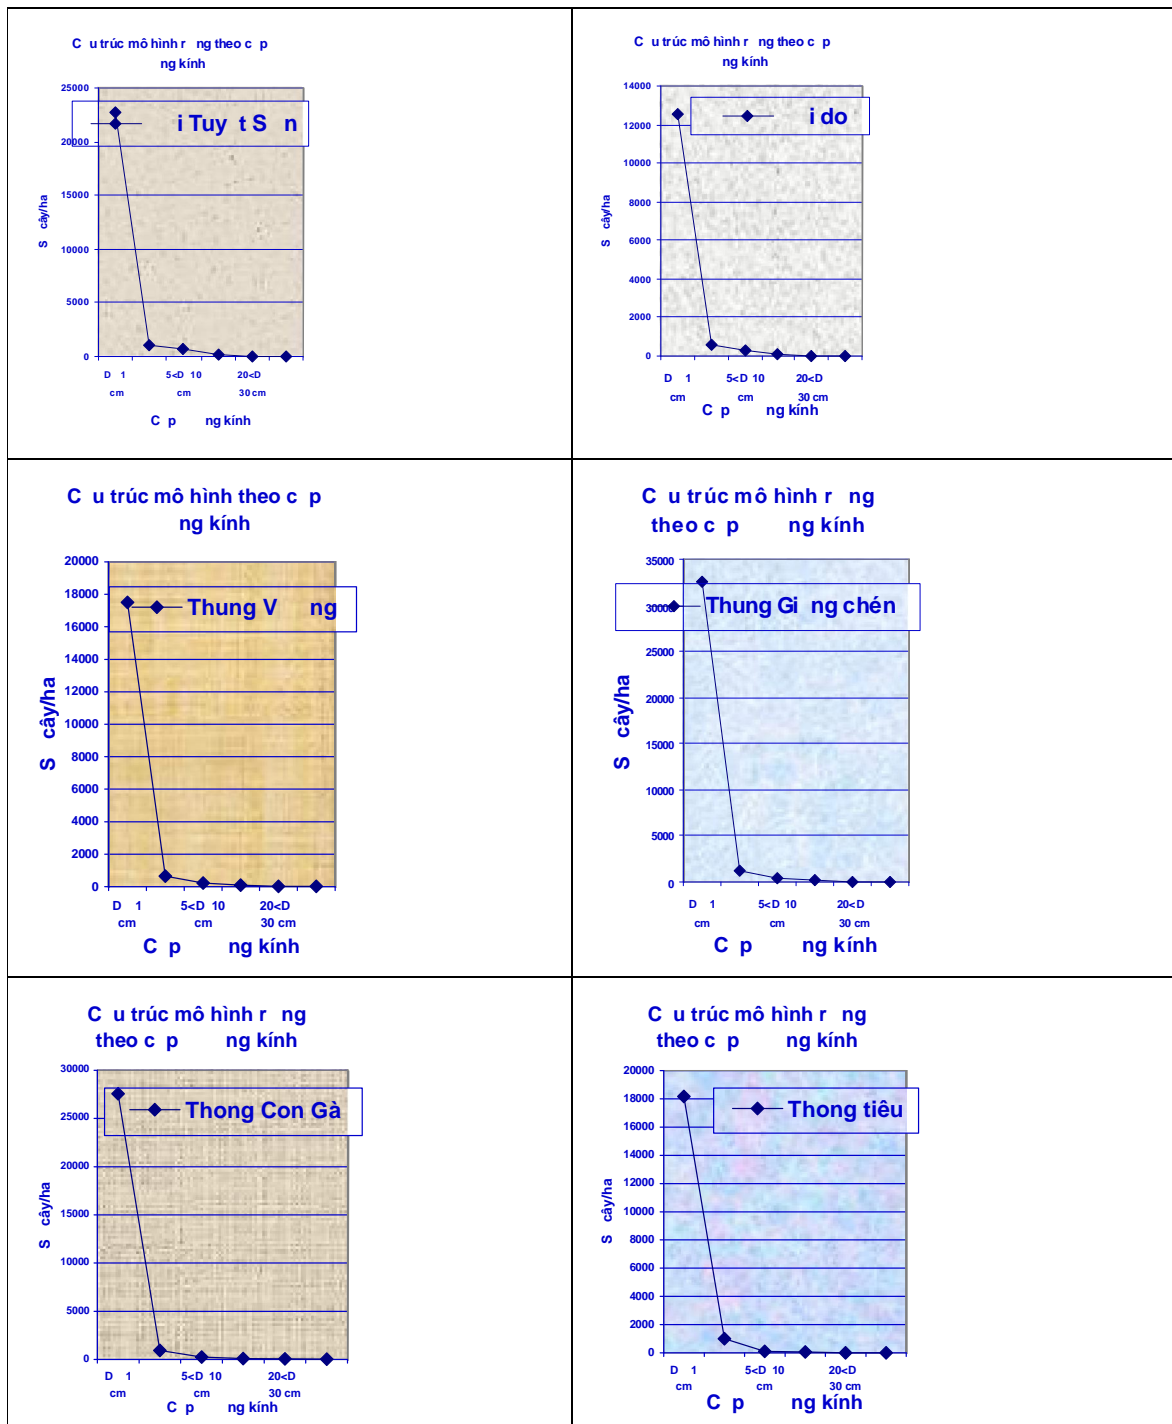 C u trúc mô hình r ng theo c p
ng kính
25000
20000
15000
10000
5000
0
i Tuy t S n
S cây/ha
D 1
cm
5<D 10
cm
20<D
30 cm
C p ng kính
C u trúc mô hình r ng theo c p
ng kính
14000
12000
10000
8000
6000
4000
2000
0
i do
S cây/ha
D 1
cm
5<D 10
cm
20<D
30 cm
C p ng kính
C u trúc mô hình theo c p
ng kính
20000
18000
16000
14000
12000
10000
8000
6000
4000
2000
0
Thung V ng
S cây/ha
D 1
cm
5<D 10
cm
20<D
30 cm
C p ng kính
C u trúc mô hình r ng
theo c p ng kính
35000
30000
25000
20000
15000
10000
5000
0
Thung Gi ng chén
S cây/ha
D 1
cm
5<D 10
cm
20<D
30 cm
C p ng kính
C u trúc mô hình r ng
theo c p ng kính
30000
25000
20000
15000
10000
5000
0
Thong Con Gà
S cây/ha
D 1
cm
5<D 10
cm
20<D
30 cm
C p ng kính
C u trúc mô hình r ng
theo c p ng kính
20000
18000
16000
14000
12000
10000
8000
6000
4000
2000
0
Thong tiêu
S cây/ha
D 1
cm
5<D 10
cm
20<D
30 cm
C p ng kính